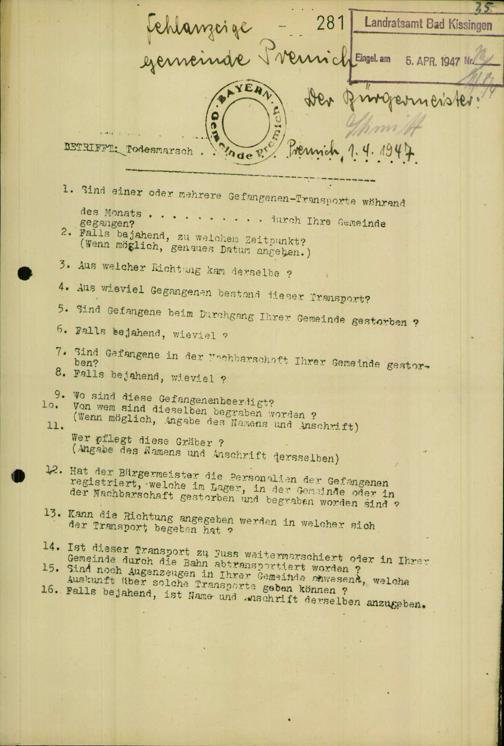 25.
Fehlanzeige - 281
Landratsamt Bad Kissingen
Gemeinde Premich
Eingel. am 5. APR. 1947 Nr.
Der Bürgermeister:
Schmitt
BAYERN · Gemeinde Premich
BETRIFFT: Todesmarsch . . . Premich, 1.4.1947.
1. Sind einer oder mehrere Gefangenen-Transporte während
des Monats . . . . . . . . . . durch Ihre Gemeinde
gegangen?
2. Falls bejahend, zu welchem Zeitpunkt?
(Wenn möglich, genaues Datum angeben.)
3. Aus welcher Richtung kam derselbe ?
4. Aus wieviel Gegangenen bestand dieser Transport?
5. Sind Gefangene beim Durchgang Ihrer Gemeinde gestorben ?
6. Falls bejahend, wieviel ?
7. Sind Gefangene in der Nachbarschaft Ihrer Gemeinde gestor-
ben?
8. Falls bejahend, wieviel ?
9. Wo sind diese Gefangenenbeerdigt?
10. Von wem sind dieselben begraben worden ?
(Wenn möglich, Angabe des Namens und Anschrift)
11.
Wer pflegt diese Gräber ?
(Angabe des Namens und Anschrift dersselben)
12. Hat der Bürgermeister die Personalien der Gefangenen
registriert, welche im Lager, in der Gemeinde oder in
der Nachbarschaft gestorben und begraben worden sind ?
13. Kann die Richtung angegeben werden in welcher sich
der Transport begeben hat ?
14. Ist dieser Transport zu Fuss weitermarschiert oder in Ihrer
Gemeinde durch die Bahn abtransportiert worden ?
15. Sind noch Augenzeugen in Ihrer Gemeinde anwesend, welche
Auskunft über solche Transporte geben können ?
16. Falls bejahend, ist Name und Anschrift derselben anzugeben.